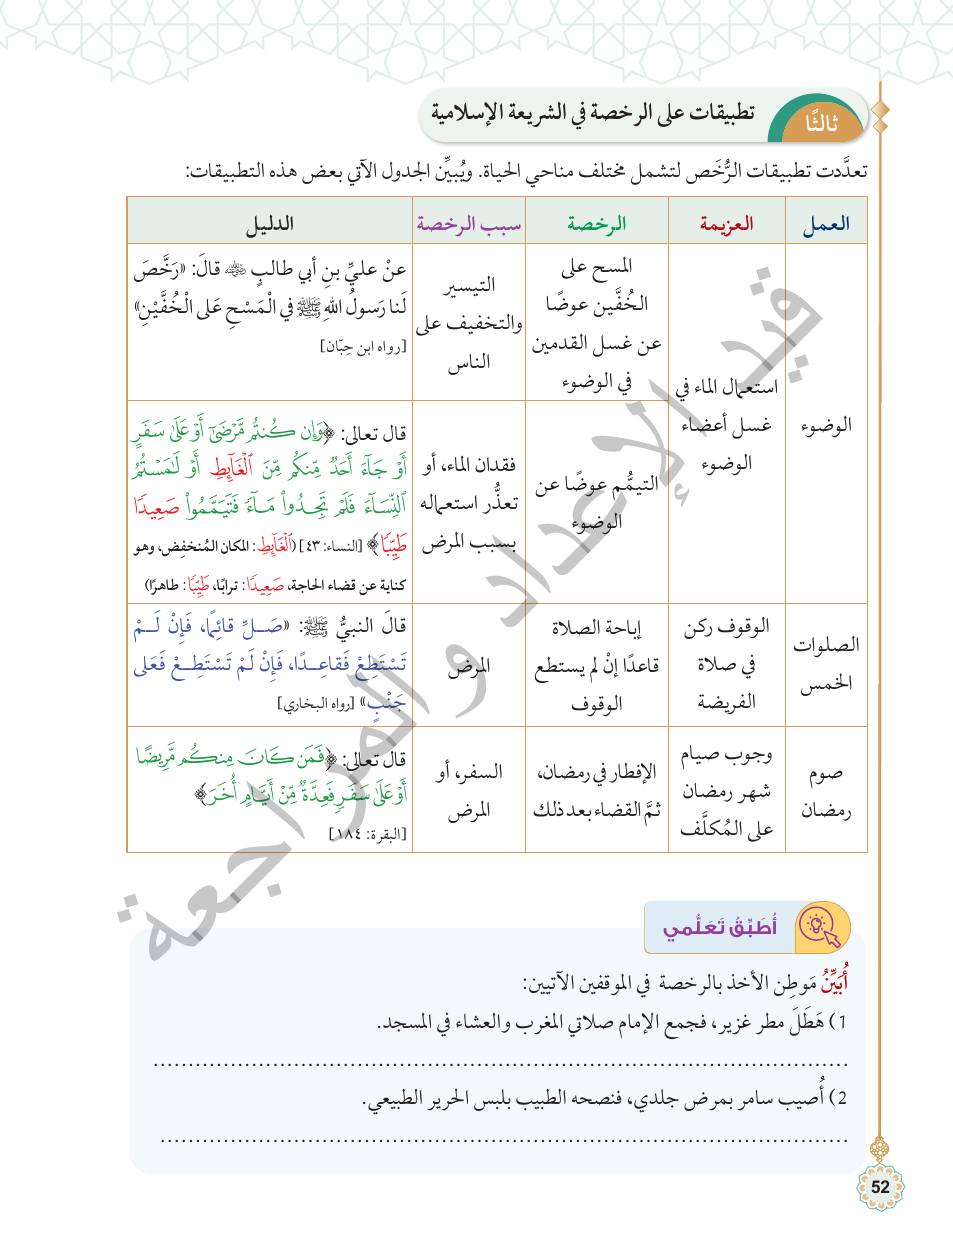 ثالثًا
تطبيقات على الرخصة في الشريعة الإسلامية
تعدَّدت تطبيقات الرُّخَص لتشمل مختلف مناحي الحياة. ويُبيِّن الجدول الآتي بعض هذه التطبيقات:
العمل العزيمة الرخصة سبب الرخصة الدليل
الوضوء
استعمال الماء في
غسل أعضاء
الوضوء
المسح على
الخُفَّين عوضًا
عن غسل القدمين
في الوضوء
التيسير
والتخفيف على
الناس
عنْ عليِّ بنِ أبي طالبٍ ﷺ قالَ: «رَخَّصَ
لَنا رَسولُ اللهِ ﷺ في الْمَسْحِ عَلى الْخُفَّيْنِ»
[رواه ابن حِبّان]
التيمُّم عوضًا عن
الوضوء
فقدان الماء، أو
تعذُّر استعماله
بسبب المرض
قال تعالى: ﴿وَإِن كُنتُم مَّرْضَىٰٓ أَوْ عَلَىٰ سَفَرٍ
أَوْ جَآءَ أَحَدٌ مِّنكُم مِّنَ ٱلْغَآئِطِ أَوْ لَٰمَسْتُمُ
ٱلنِّسَآءَ فَلَمْ تَجِدُوا۟ مَآءً فَتَيَمَّمُوا۟ صَعِيدًا
طَيِّبًا﴾ [النساء: ٤٣] (ٱلْغَآئِطِ: المكان المُنخفِض، وهو
كناية عن قضاء الحاجة، صَعِيدًا: ترابًا، طَيِّبًا: طاهرًا)
الصلوات
الخمس
الوقوف ركن
في صلاة
الفريضة
إباحة الصلاة
قاعدًا إنْ لم يستطع
الوقوف
المرض
قالَ النبيُّ ﷺ: «صَـلِّ قائِمًا، فَإِنْ لَـمْ
تَسْتَطِعْ فَقاعِـدًا، فَإِنْ لَمْ تَسْتَطِـعْ فَعَلى
جَنْبٍ» [رواه البخاري]
صوم
رمضان
وجوب صيام
شهر رمضان
على المُكلَّف
الإفطار في رمضان،
ثمَّ القضاء بعد ذلك
السفر، أو
المرض
قال تعالى: ﴿فَمَن كَانَ مِنكُم مَّرِيضًا
أَوْ عَلَىٰ سَفَرٍ فَعِدَّةٌ مِّنْ أَيَّامٍ أُخَرَ﴾
[البقرة: ١٨٤]
قيد الإعداد و المراجعة
أُطَبِّقُ تَعَلُّمي
أُبَيِّنُ مَوطِن الأخذ بالرخصة في الموقفين الآتيين:
1) هَطَلَ مطر غزير، فجمع الإمام صلاتي المغرب والعشاء في المسجد.
2) أُصيب سامر بمرض جلدي، فنصحه الطبيب بلبس الحرير الطبيعي.
52